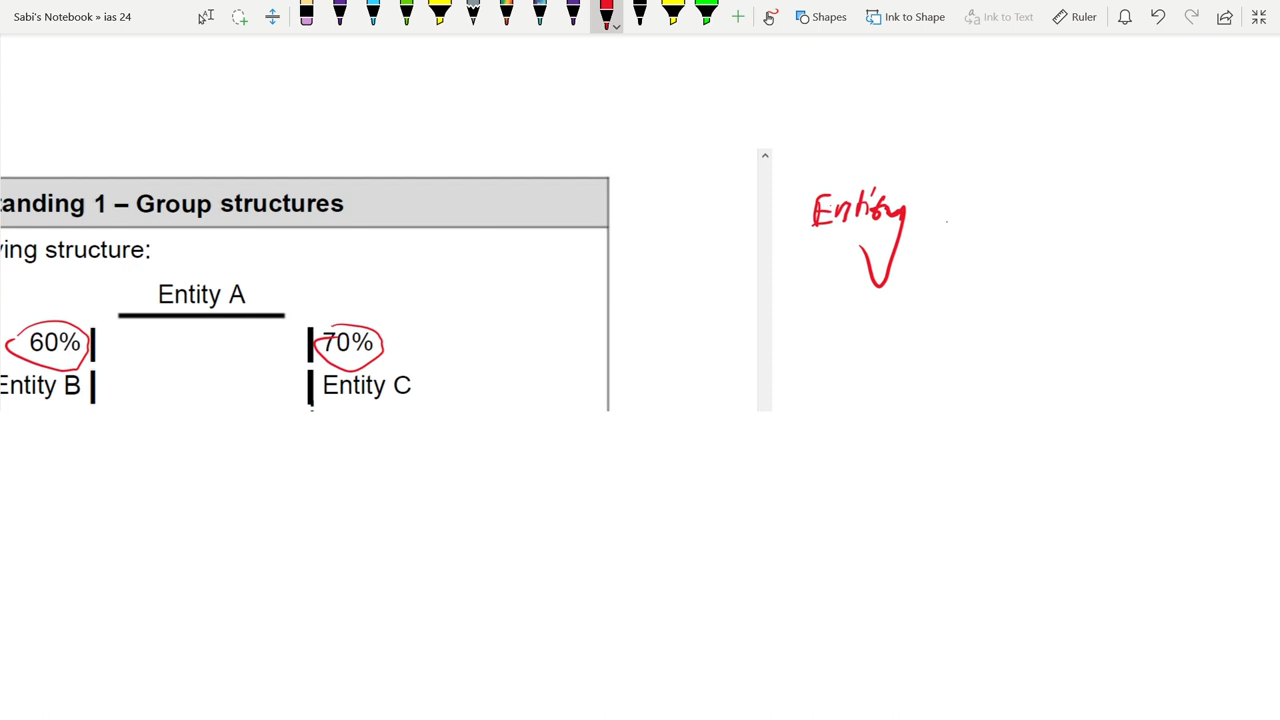 Sabi's Notebook » ias 24
Shapes
Ink to Shape
Ink to Text
Ruler
tanding 1 – Group structures
ving structure:
Entity A
60%
70%
Entity B
Entity C
Entity